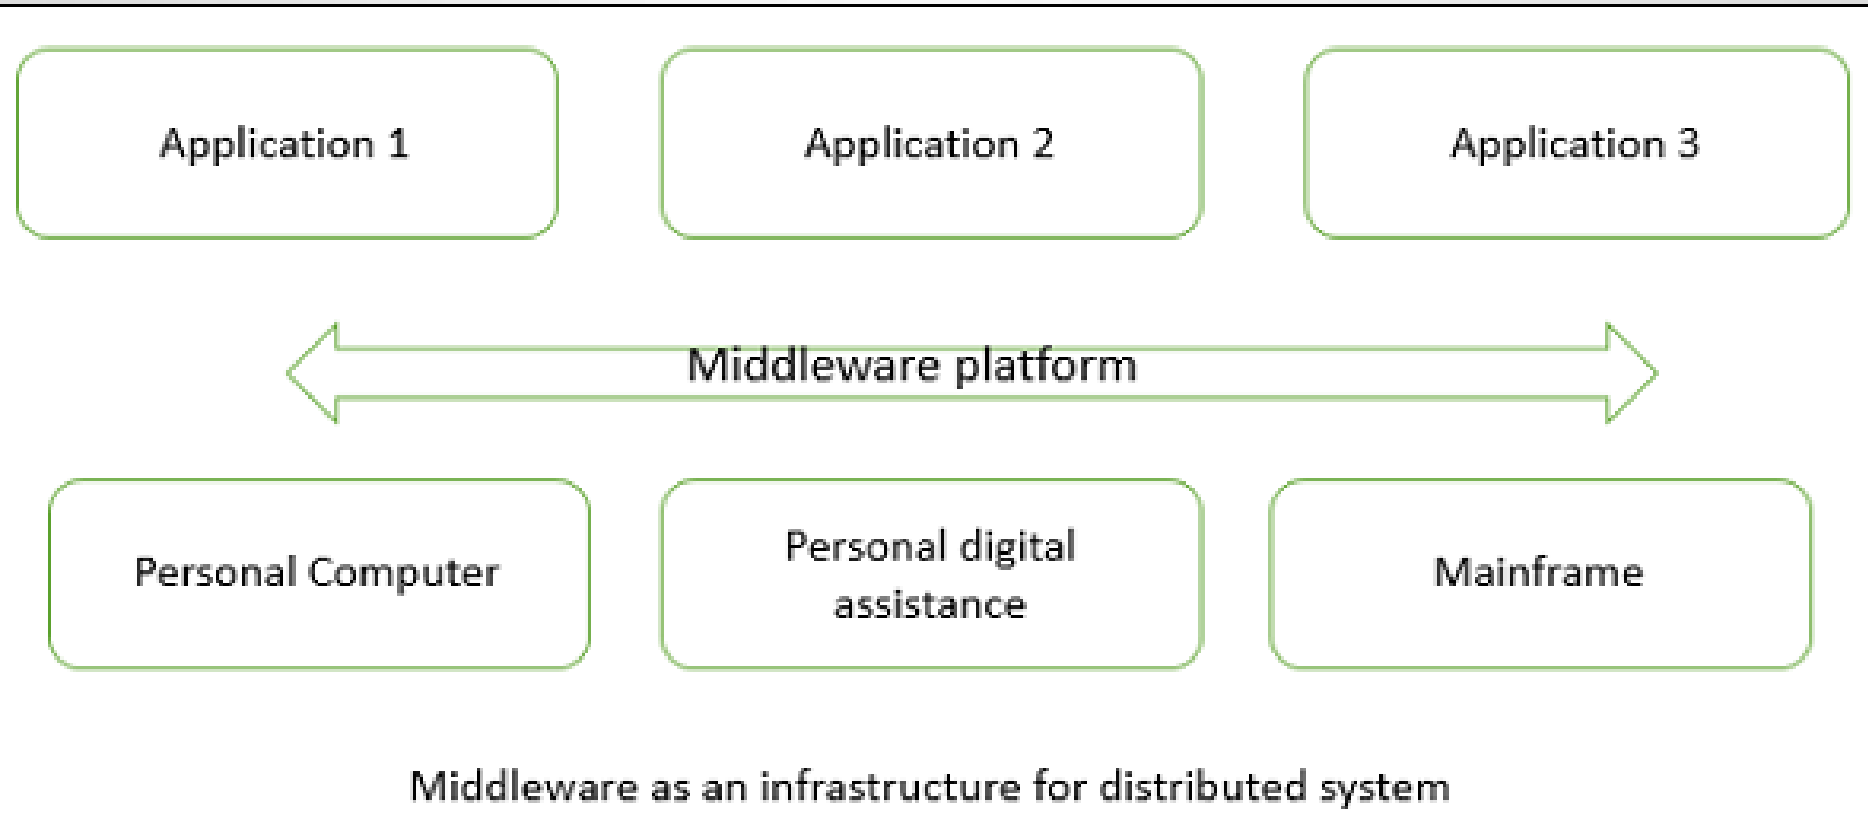 Application 1
Application 2
Application 3
Middleware platform
Personal Computer
Personal digital
assistance
Mainframe
Middleware as an infrastructure for distributed system